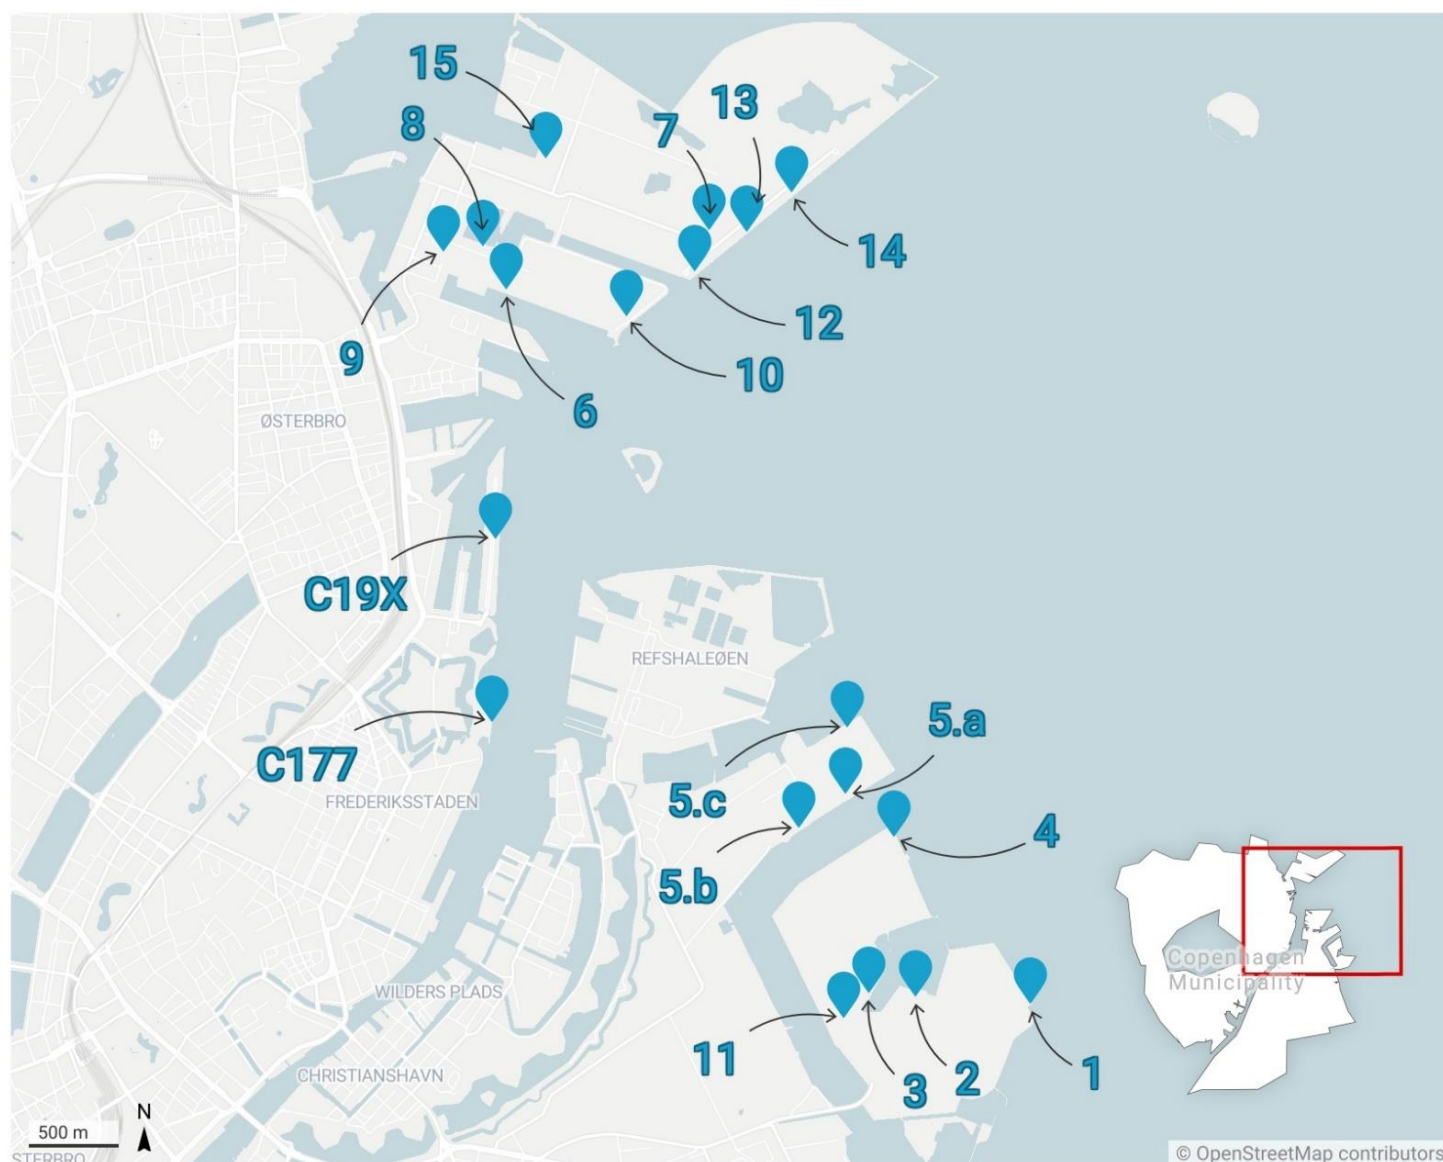 15
8
13
7
14
12
9
10
6
ØSTERBRO
C19X
REFSHALEØEN
5.a
C177
FREDERIKSSTADEN
5.c
4
5.b
Copenhagen
Municipality
WILDERS PLADS
11
3
2
1
CHRISTIANSHAVN
N
500 m
STERBRO
© OpenStreetMap contributors